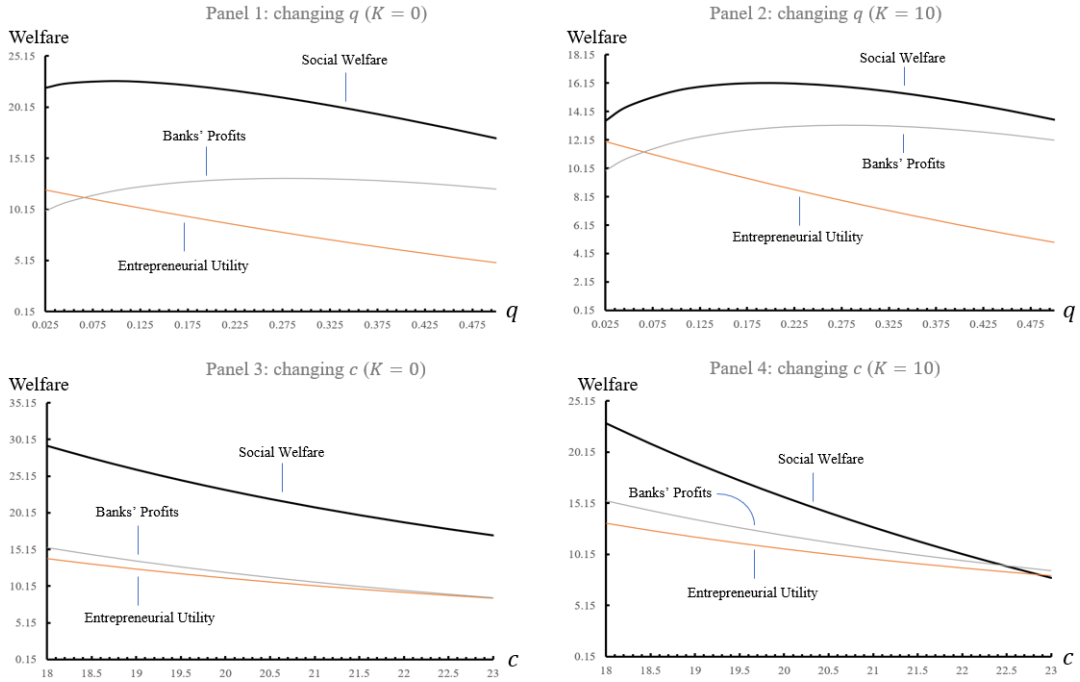 Panel 1: changing q (K = 0)
Welfare
25.15
20.15
15.15
10.15
5.15
0.15
Social Welfare
Banks' Profits
Entrepreneurial Utility
0.025 0.075 0.125 0.175 0.225 0.275 0.325 0.375 0.425 0.475
q
Panel 2: changing q (K = 10)
Welfare
18.15
16.15
14.15
12.15
10.15
8.15
6.15
4.15
2.15
0.15
Social Welfare
Banks' Profits
Entrepreneurial Utility
0.025 0.075 0.125 0.175 0.225 0.275 0.325 0.375 0.425 0.475
q
Panel 3: changing c (K = 0)
Welfare
35.15
30.15
25.15
20.15
15.15
10.15
5.15
0.15
Social Welfare
Banks' Profits
Entrepreneurial Utility
18 18.5 19 19.5 20 20.5 21 21.5 22 22.5 23
c
Panel 4: changing c (K = 10)
Welfare
25.15
20.15
15.15
10.15
5.15
0.15
Social Welfare
Banks' Profits
Entrepreneurial Utility
18 18.5 19 19.5 20 20.5 21 21.5 22 22.5 23
c